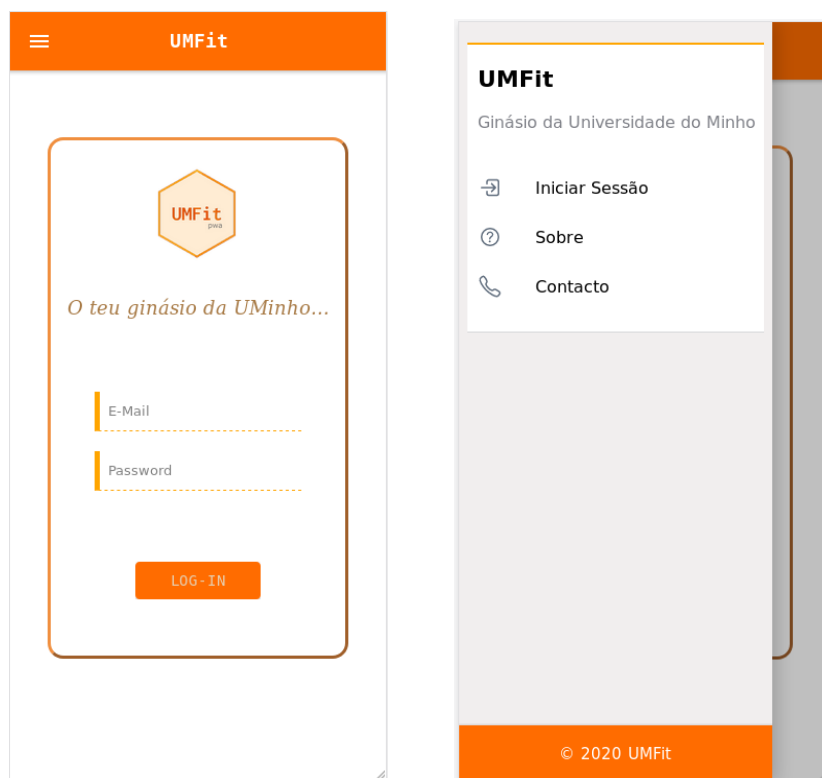 UMFit
UMFit
pwa
O teu ginásio da UMinho...
E-Mail
Password
LOG-IN
UMFit
Ginásio da Universidade do Minho
Iniciar Sessão
Sobre
Contacto
© 2020 UMFit